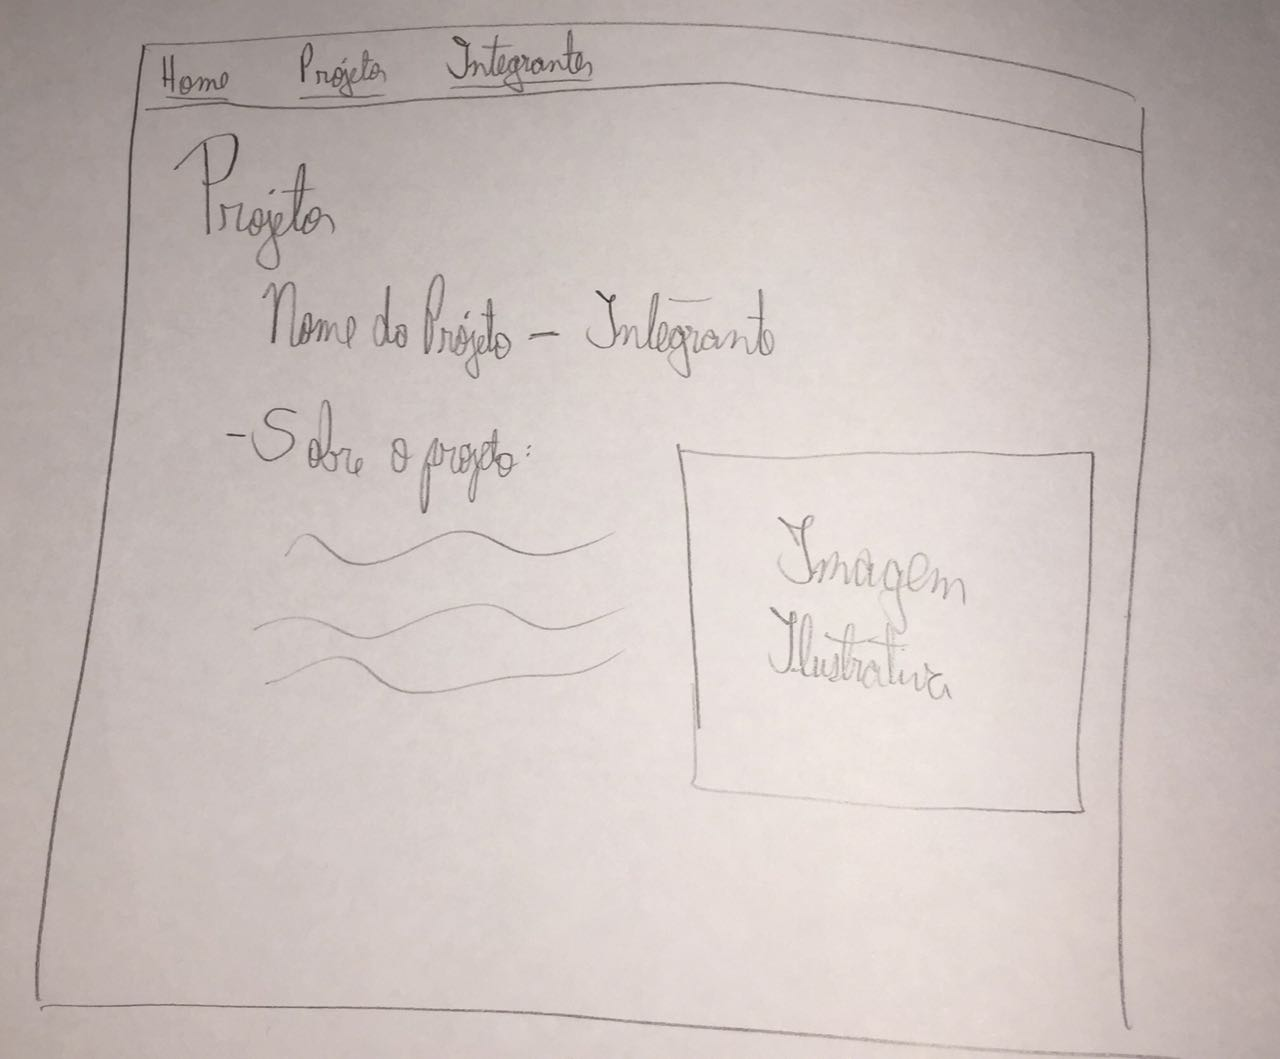 Home Projetos Integrantes
Projetos
Nome do Projeto - Integrante
- Sobre o projeto:
Imagem
Ilustrativa